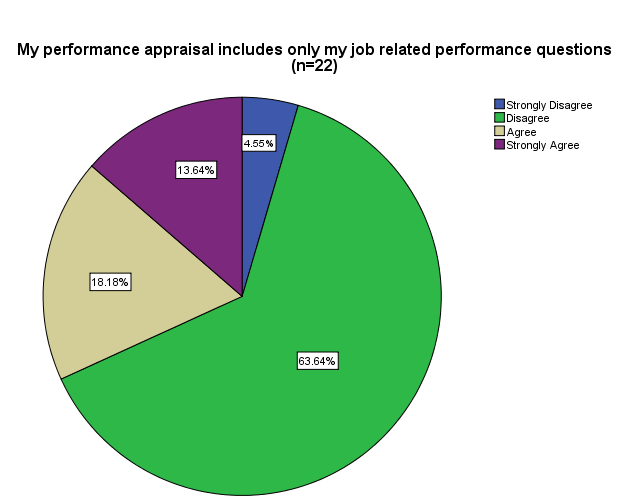 My performance appraisal includes only my job related performance questions
(n=22)
Strongly Disagree
Disagree
Agree
Strongly Agree
4.55%
13.64%
18.18%
63.64%